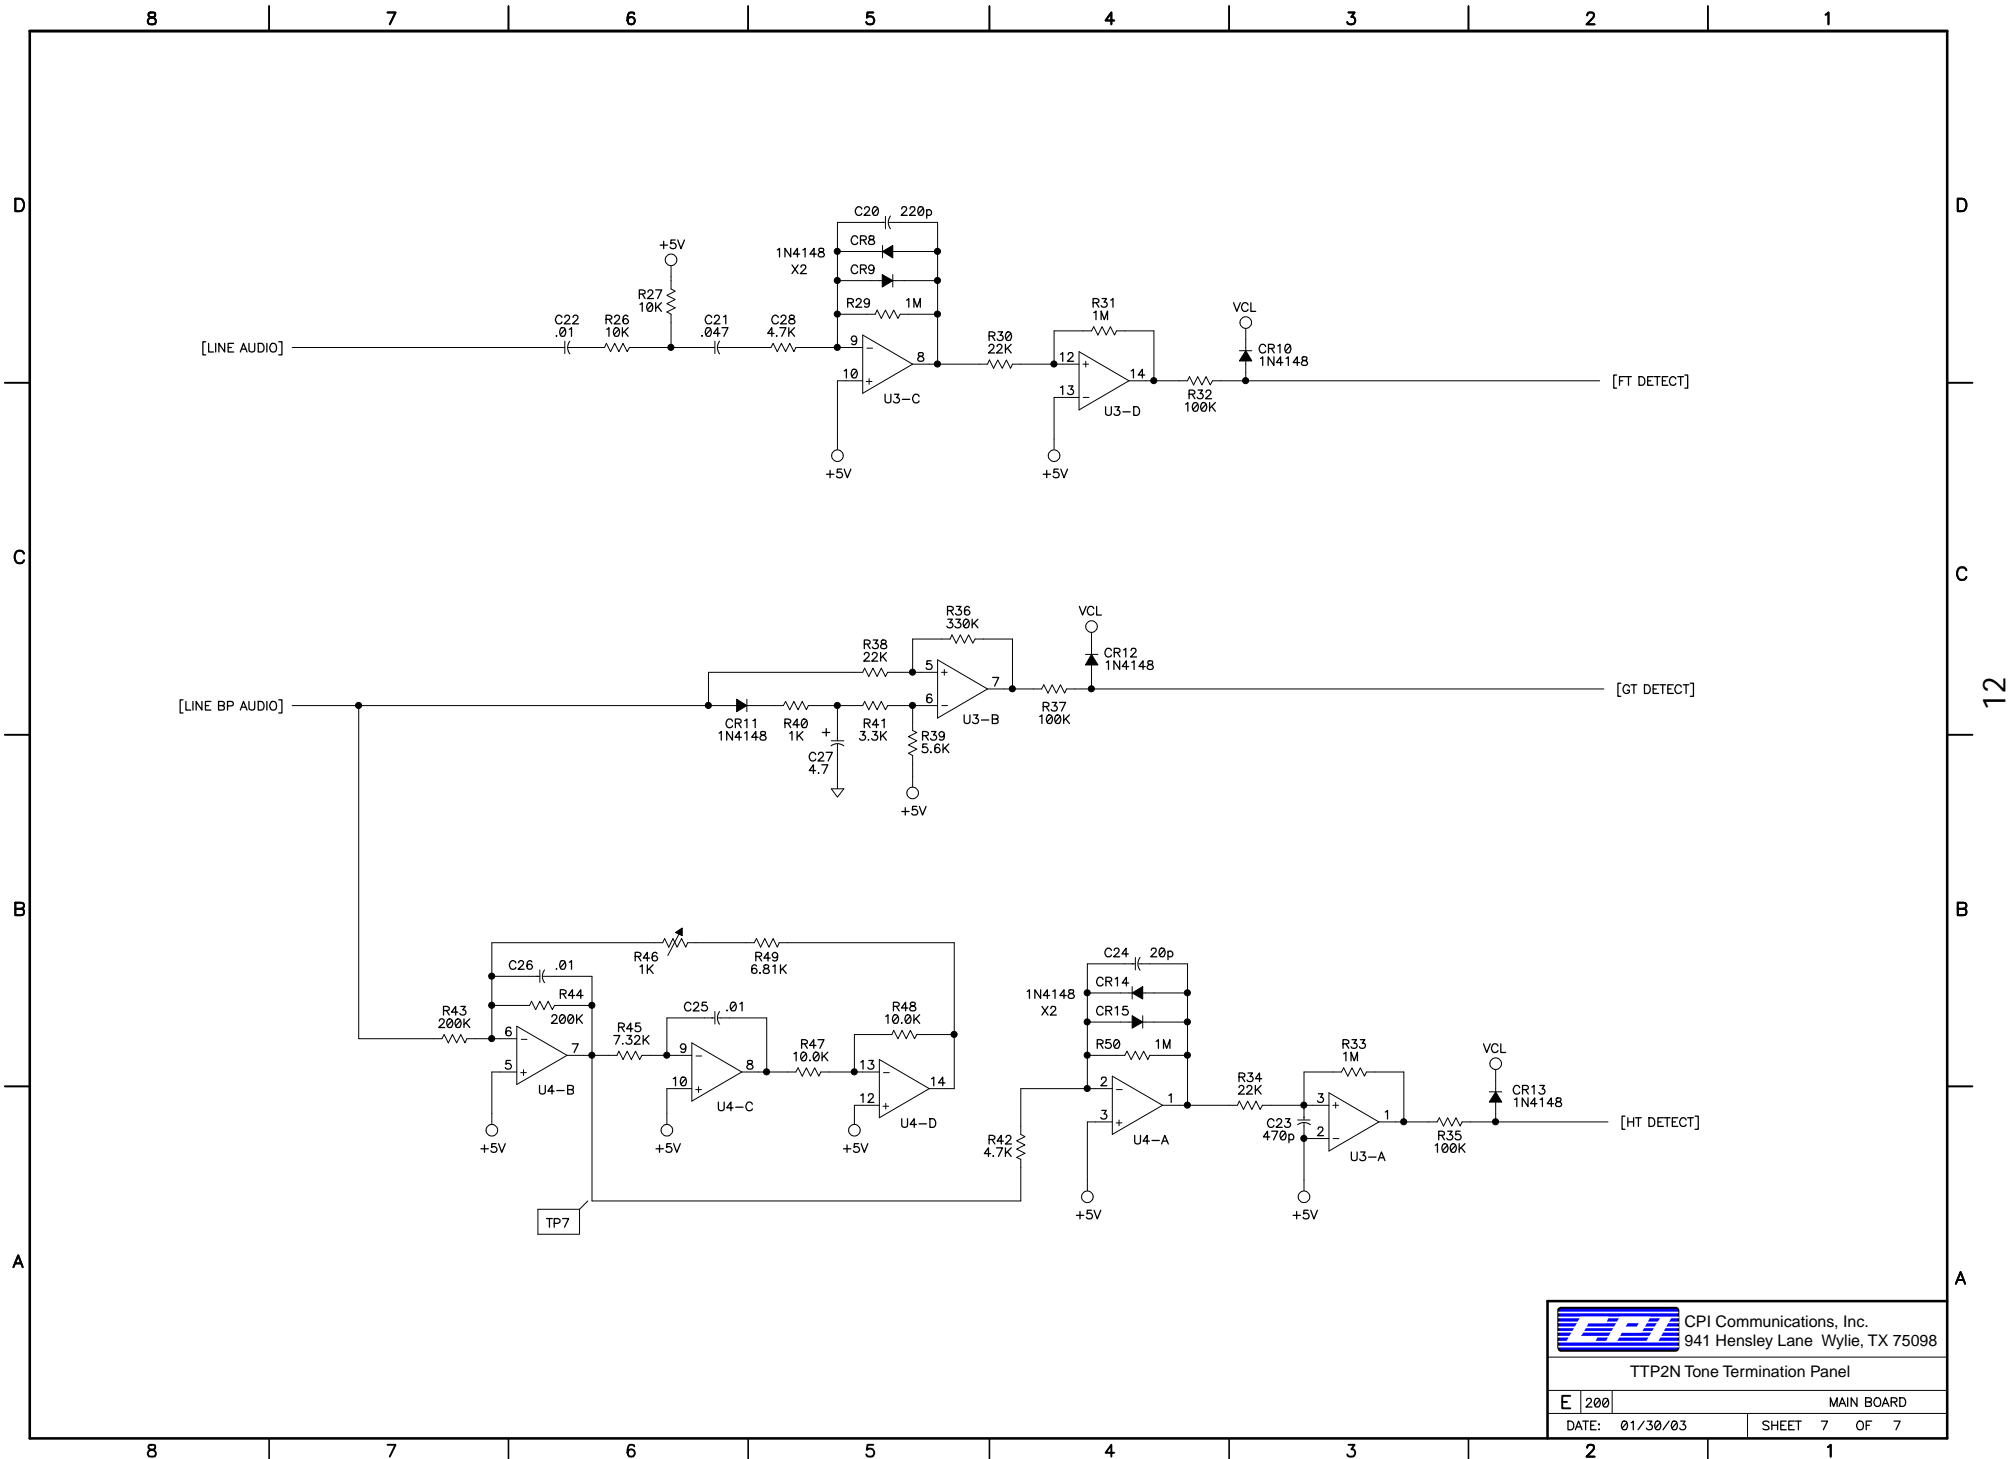 8 7 6 5 4 3 2 1
D D
C20 220p
CR8
1N4148
X2
CR9
R29 1M
+5V
R27
10K
C22
.01
R26
10K
C21
.047
C28
4.7K
[LINE AUDIO]
9 −
10 +
8
U3−C
+5V
R30
22K
R31
1M
12 +
13 −
14
U3−D
+5V
R32
100K
VCL
CR10
1N4148
[FT DETECT]
C C
12
[LINE BP AUDIO]
R38
22K
R36
330K
CR11
1N4148
R40
1K
+
C27
4.7
R41
3.3K
R39
5.6K
+5V
5 +
6 −
7
U3−B
R37
100K
VCL
CR12
1N4148
[GT DETECT]
B B
R46
1K
R49
6.81K
C26 .01
R44
200K
R43
200K
6 −
5 +
7
U4−B
+5V
R45
7.32K
C25 .01
9 −
10 +
8
U4−C
+5V
R47
10.0K
R48
10.0K
13 −
12 +
14
U4−D
+5V
TP7
R42
4.7K
C24 20p
CR14
1N4148
X2
CR15
R50 1M
2 −
3 +
1
U4−A
+5V
R34
22K
R33
1M
C23
470p
3 +
2 −
1
U3−A
+5V
R35
100K
VCL
CR13
1N4148
[HT DETECT]
A A
CPI
CPI Communications, Inc.
941 Hensley Lane Wylie, TX 75098
TTP2N Tone Termination Panel
E 200 MAIN BOARD
DATE: 01/30/03 SHEET 7 OF 7
8 7 6 5 4 3 2 1